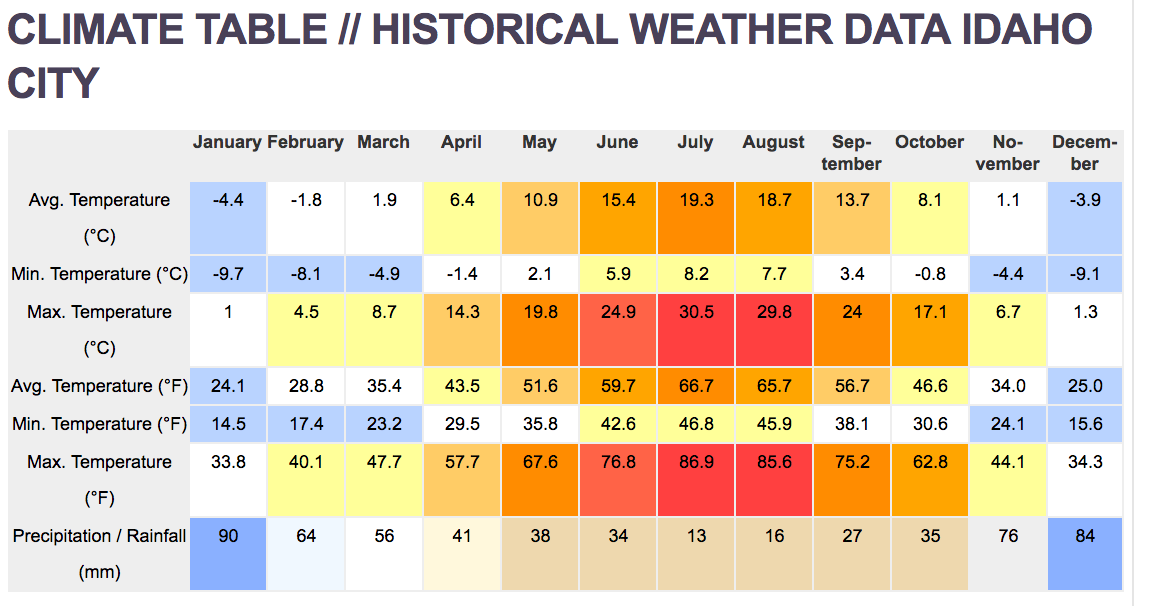 CLIMATE TABLE // HISTORICAL WEATHER DATA IDAHO
CITY
January February March April May June July August Sep-tember October No-vember Decem-ber
Avg. Temperature (°C) -4.4 -1.8 1.9 6.4 10.9 15.4 19.3 18.7 13.7 8.1 1.1 -3.9
Min. Temperature (°C) -9.7 -8.1 -4.9 -1.4 2.1 5.9 8.2 7.7 3.4 -0.8 -4.4 -9.1
Max. Temperature (°C) 1 4.5 8.7 14.3 19.8 24.9 30.5 29.8 24 17.1 6.7 1.3
Avg. Temperature (°F) 24.1 28.8 35.4 43.5 51.6 59.7 66.7 65.7 56.7 46.6 34.0 25.0
Min. Temperature (°F) 14.5 17.4 23.2 29.5 35.8 42.6 46.8 45.9 38.1 30.6 24.1 15.6
Max. Temperature (°F) 33.8 40.1 47.7 57.7 67.6 76.8 86.9 85.6 75.2 62.8 44.1 34.3
Precipitation / Rainfall (mm) 90 64 56 41 38 34 13 16 27 35 76 84